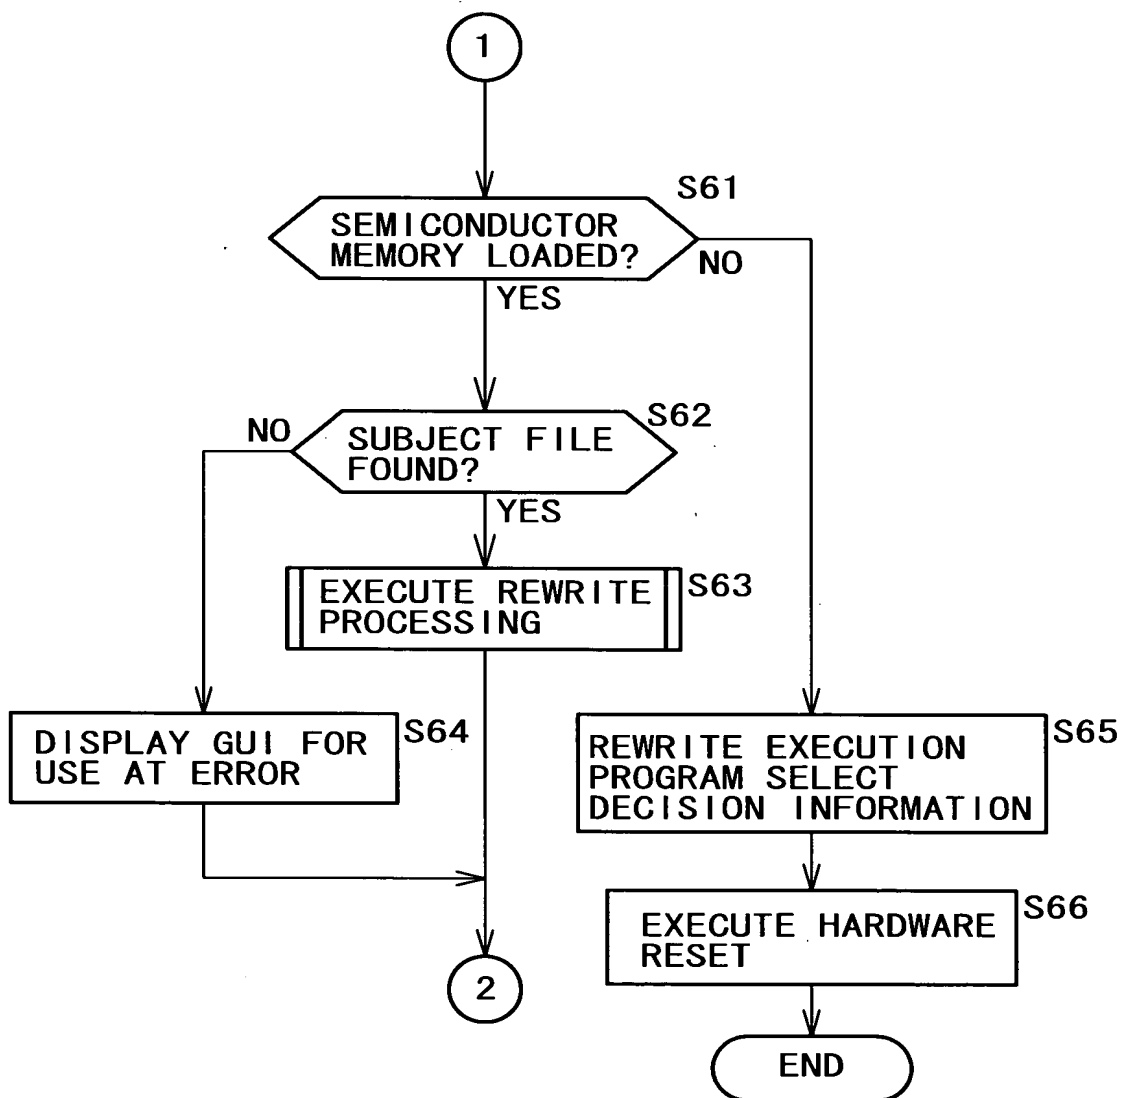 1
S61
SEMICONDUCTOR
MEMORY LOADED?
NO
YES
S62
NO
SUBJECT FILE
FOUND?
YES
S63
EXECUTE REWRITE
PROCESSING
S64
DISPLAY GUI FOR
USE AT ERROR
S65
REWRITE EXECUTION
PROGRAM SELECT
DECISION INFORMATION
S66
EXECUTE HARDWARE
RESET
2
END